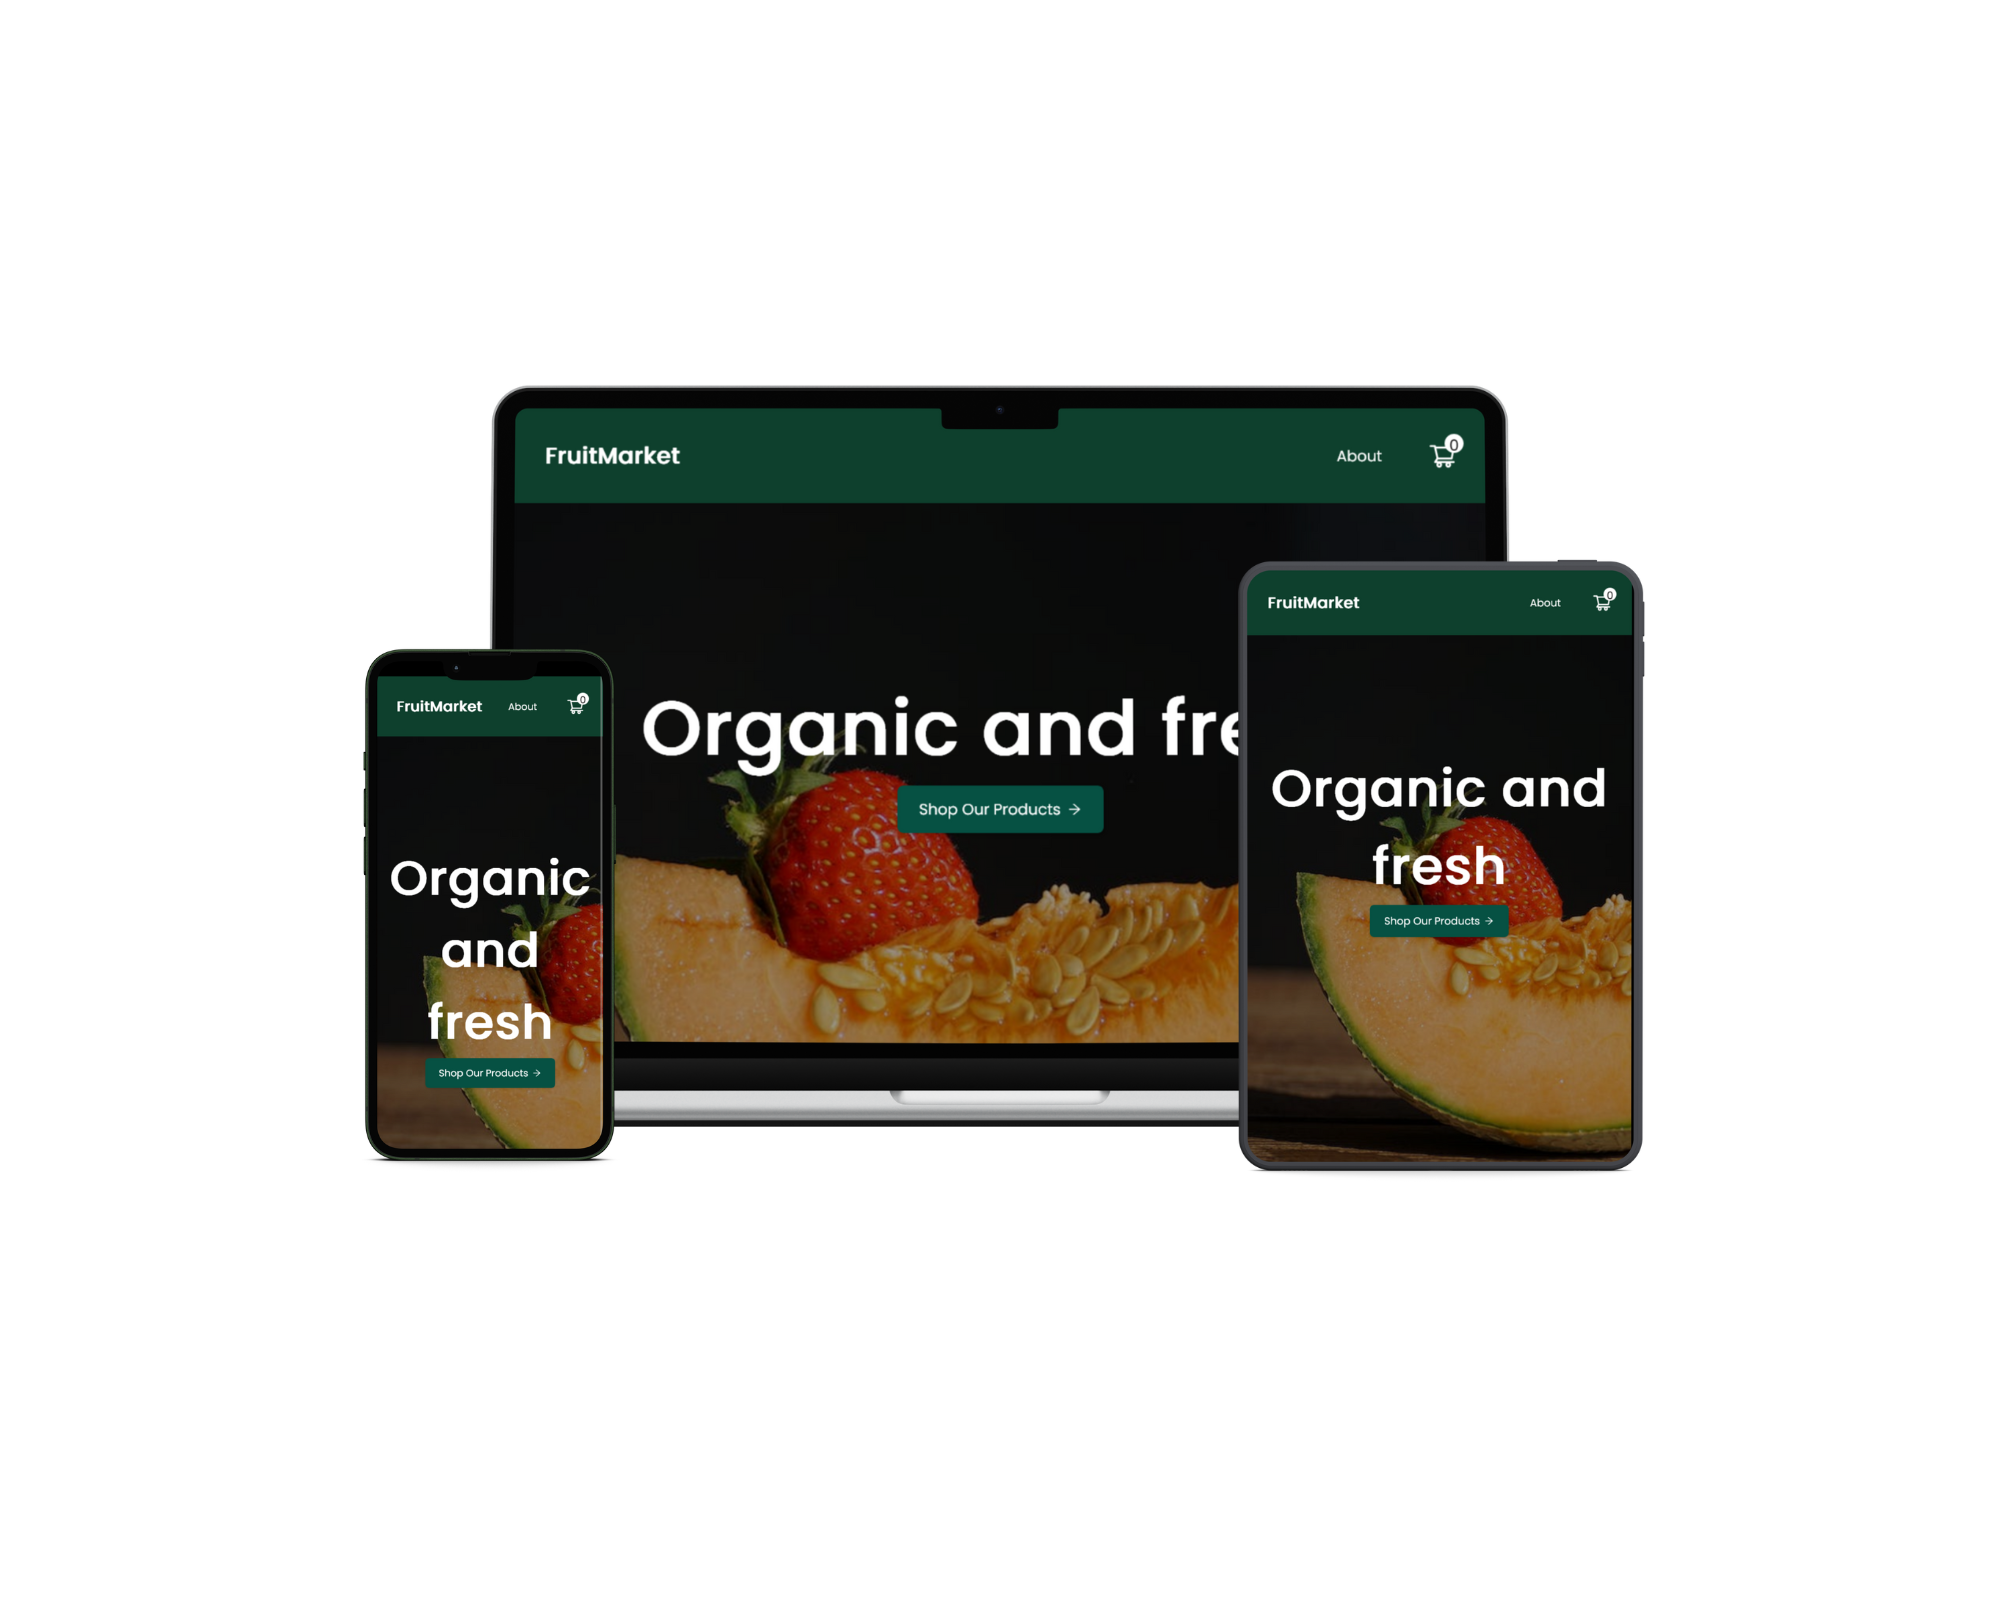 FruitMarket About 0
Organic and fre
Shop Our Products →
FruitMarket About 0
Organic
and
fresh
Shop Our Products →
FruitMarket About 0
Organic and
fresh
Shop Our Products →